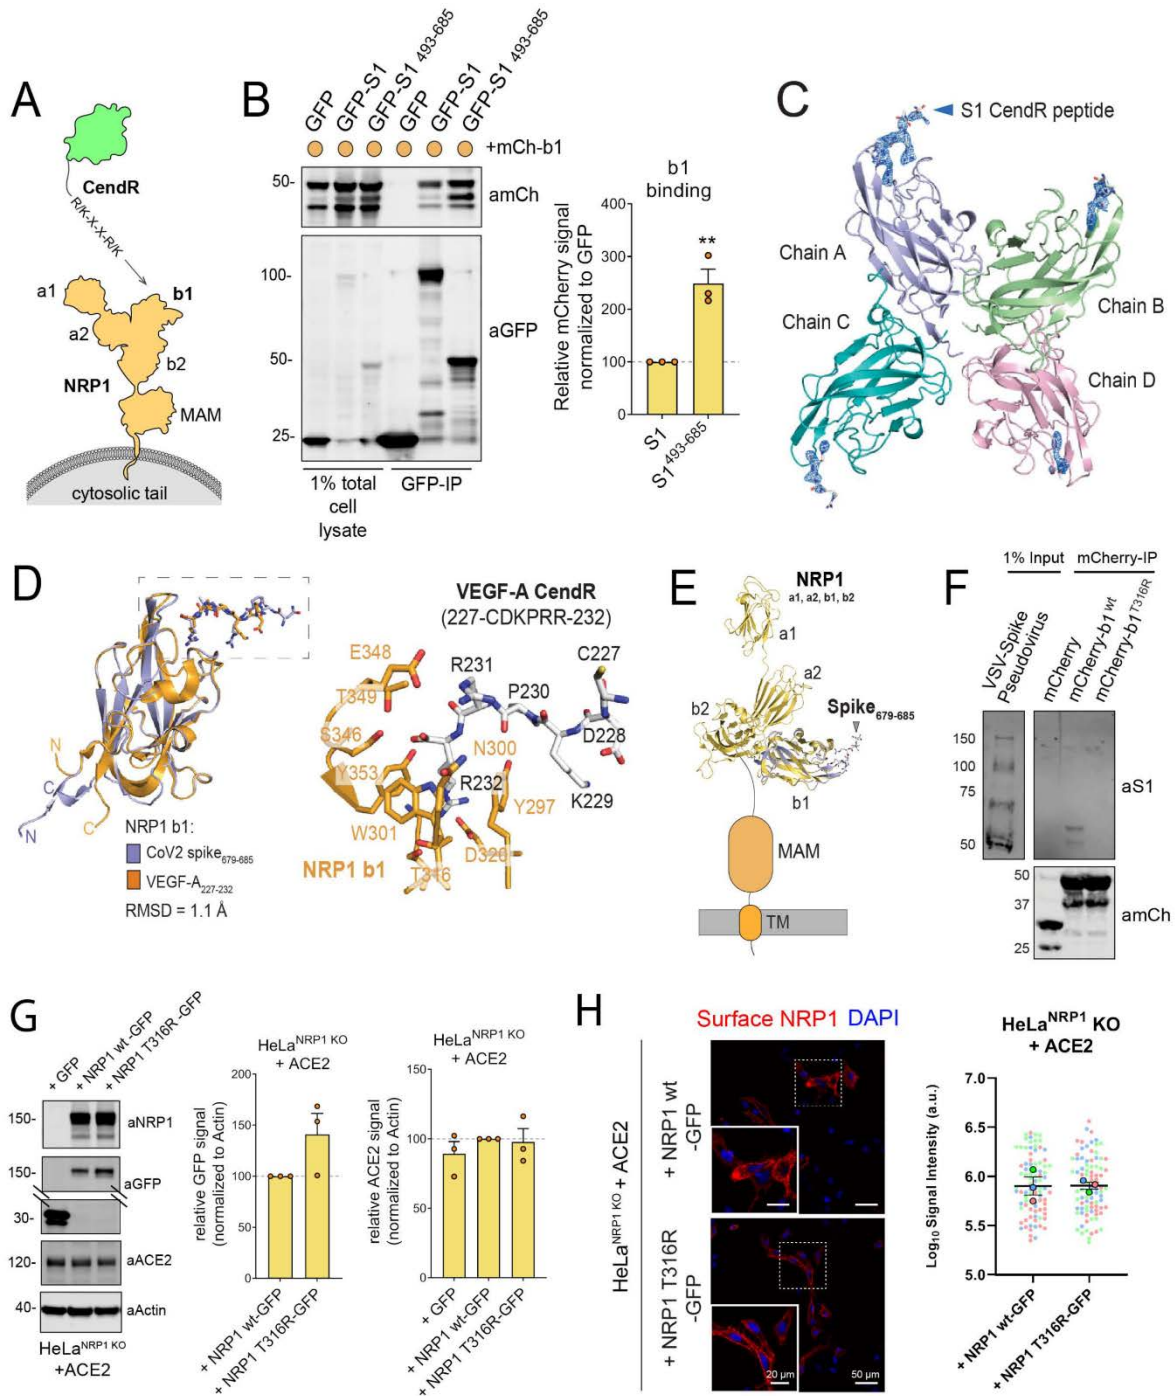 A
CendR
R/K-X-X-R/K
a1
b1
a2
b2
NRP1
MAM
cytosolic tail
B
GFP
GFP-S1
GFP-S1 493-685
GFP
GFP-S1
GFP-S1 493-685
+mCh-b1
50-
amCh
100-
50-
25-
aGFP
1% total
cell
lysate
GFP-IP
b1
binding
Relative mCherry signal
normalized to GFP
400
300
200
100
0
**
S1
S1 493-685
C
S1 CendR peptide
Chain A
Chain B
Chain C
Chain D
D
N
C
N
C
NRP1 b1:
CoV2 spike679-685
VEGF-A227-232
RMSD = 1.1 Å
VEGF-A CendR
(227-CDKPRR-232)
E348
R231
C227
T349
P230
S346
N300
D228
Y353
R232
K229
Y297
W301
D320
NRP1 b1
T316
E
NRP1
a1, a2, b1, b2
a1
a2
b2
Spike679-685
b1
MAM
TM
F
1% Input
mCherry-IP
VSV-Spike
Pseudovirus
mCherry
mCherry-b1wt
mCherry-b1T316R
150
100
75
50
aS1
50
37
25
amCh
G
+ GFP
+ NRP1 wt-GFP
+ NRP1 T316R -GFP
150-
aNRP1
150-
aGFP
30-
120-
aACE2
40-
aActin
HeLaNRP1 KO
+ACE2
HeLaNRP1 KO
+ ACE2
relative GFP signal
(normalized to Actin)
200
150
100
50
0
+ NRP1 wt-GFP
+ NRP1 T316R-GFP
HeLaNRP1 KO
+ ACE2
relative ACE2 signal
(normalized to Actin)
150
100
50
0
+ GFP
+ NRP1 wt-GFP
+ NRP1 T316R-GFP
H
Surface NRP1 DAPI
HeLaNRP1 KO + ACE2
+ NRP1 wt
-GFP
+ NRP1 T316R
-GFP
20 µm
50 µm
HeLaNRP1 KO
+ ACE2
Log10 Signal Intensity (a.u.)
7.0
6.5
6.0
5.5
5.0
+ NRP1 wt-GFP
+ NRP1 T316R-GFP